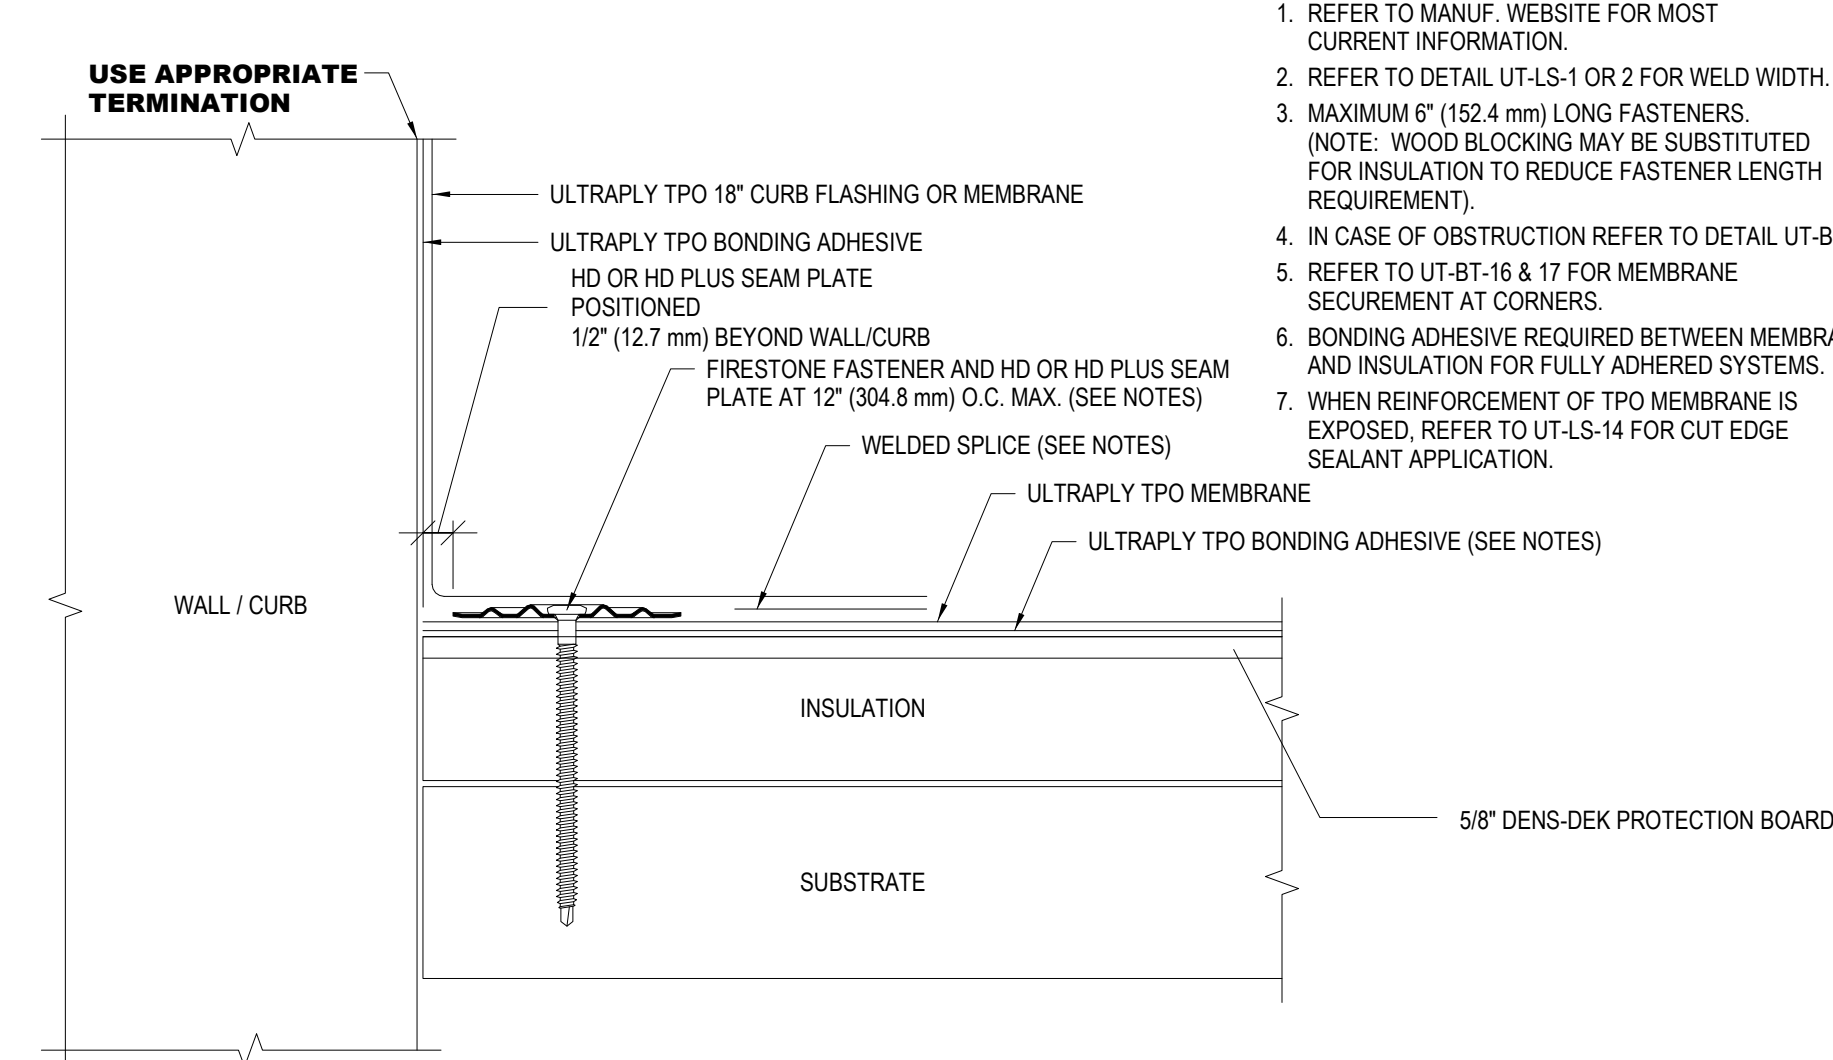 USE APPROPRIATE
TERMINATION
ULTRAPLY TPO 18" CURB FLASHING OR MEMBRANE
ULTRAPLY TPO BONDING ADHESIVE
HD OR HD PLUS SEAM PLATE
POSITIONED
1/2" (12.7 mm) BEYOND WALL/CURB
FIRESTONE FASTENER AND HD OR HD PLUS SEAM
PLATE AT 12" (304.8 mm) O.C. MAX. (SEE NOTES)
WELDED SPLICE (SEE NOTES)
ULTRAPLY TPO MEMBRANE
ULTRAPLY TPO BONDING ADHESIVE (SEE NOTES)
WALL / CURB
INSULATION
SUBSTRATE
5/8" DENS-DEK PROTECTION BOARD
1. REFER TO MANUF. WEBSITE FOR MOST
CURRENT INFORMATION.
2. REFER TO DETAIL UT-LS-1 OR 2 FOR WELD WIDTH.
3. MAXIMUM 6" (152.4 mm) LONG FASTENERS.
(NOTE: WOOD BLOCKING MAY BE SUBSTITUTED
FOR INSULATION TO REDUCE FASTENER LENGTH
REQUIREMENT).
4. IN CASE OF OBSTRUCTION REFER TO DETAIL
5. REFER TO UT-BT-16 & 17 FOR MEMBRANE
SECUREMENT AT CORNERS.
6. BONDING ADHESIVE REQUIRED BETWEEN
AND INSULATION FOR FULLY ADHERED SYSTEMS.
7. WHEN REINFORCEMENT OF TPO MEMBRANE IS
EXPOSED, REFER TO UT-LS-14 FOR CUT EDGE
SEALANT APPLICATION.